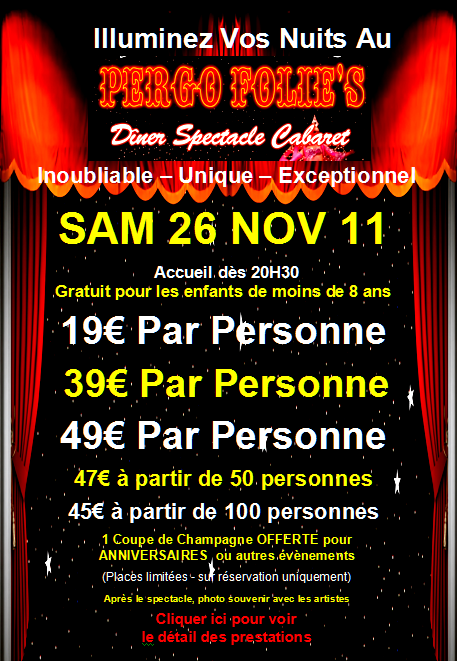 Illuminez Vos Nuits Au
PERGO FOLIE'S
Dîner Spectacle Cabaret
Inoubliable – Unique – Exceptionnel
SAM 26 NOV 11
Accueil dès 20H30
Gratuit pour les enfants de moins de 8 ans
19€ Par Personne
39€ Par Personne
49€ Par Personne
47€ à partir de 50 personnes
45€ à partir de 100 personnes
1 Coupe de Champagne OFFERTE pour
ANNIVERSAIRES ou autres évènements
(Places limitées - sur réservation uniquement)
Après le spectacle, photo souvenir avec les artistes
Cliquer ici pour voir
le détail des prestations